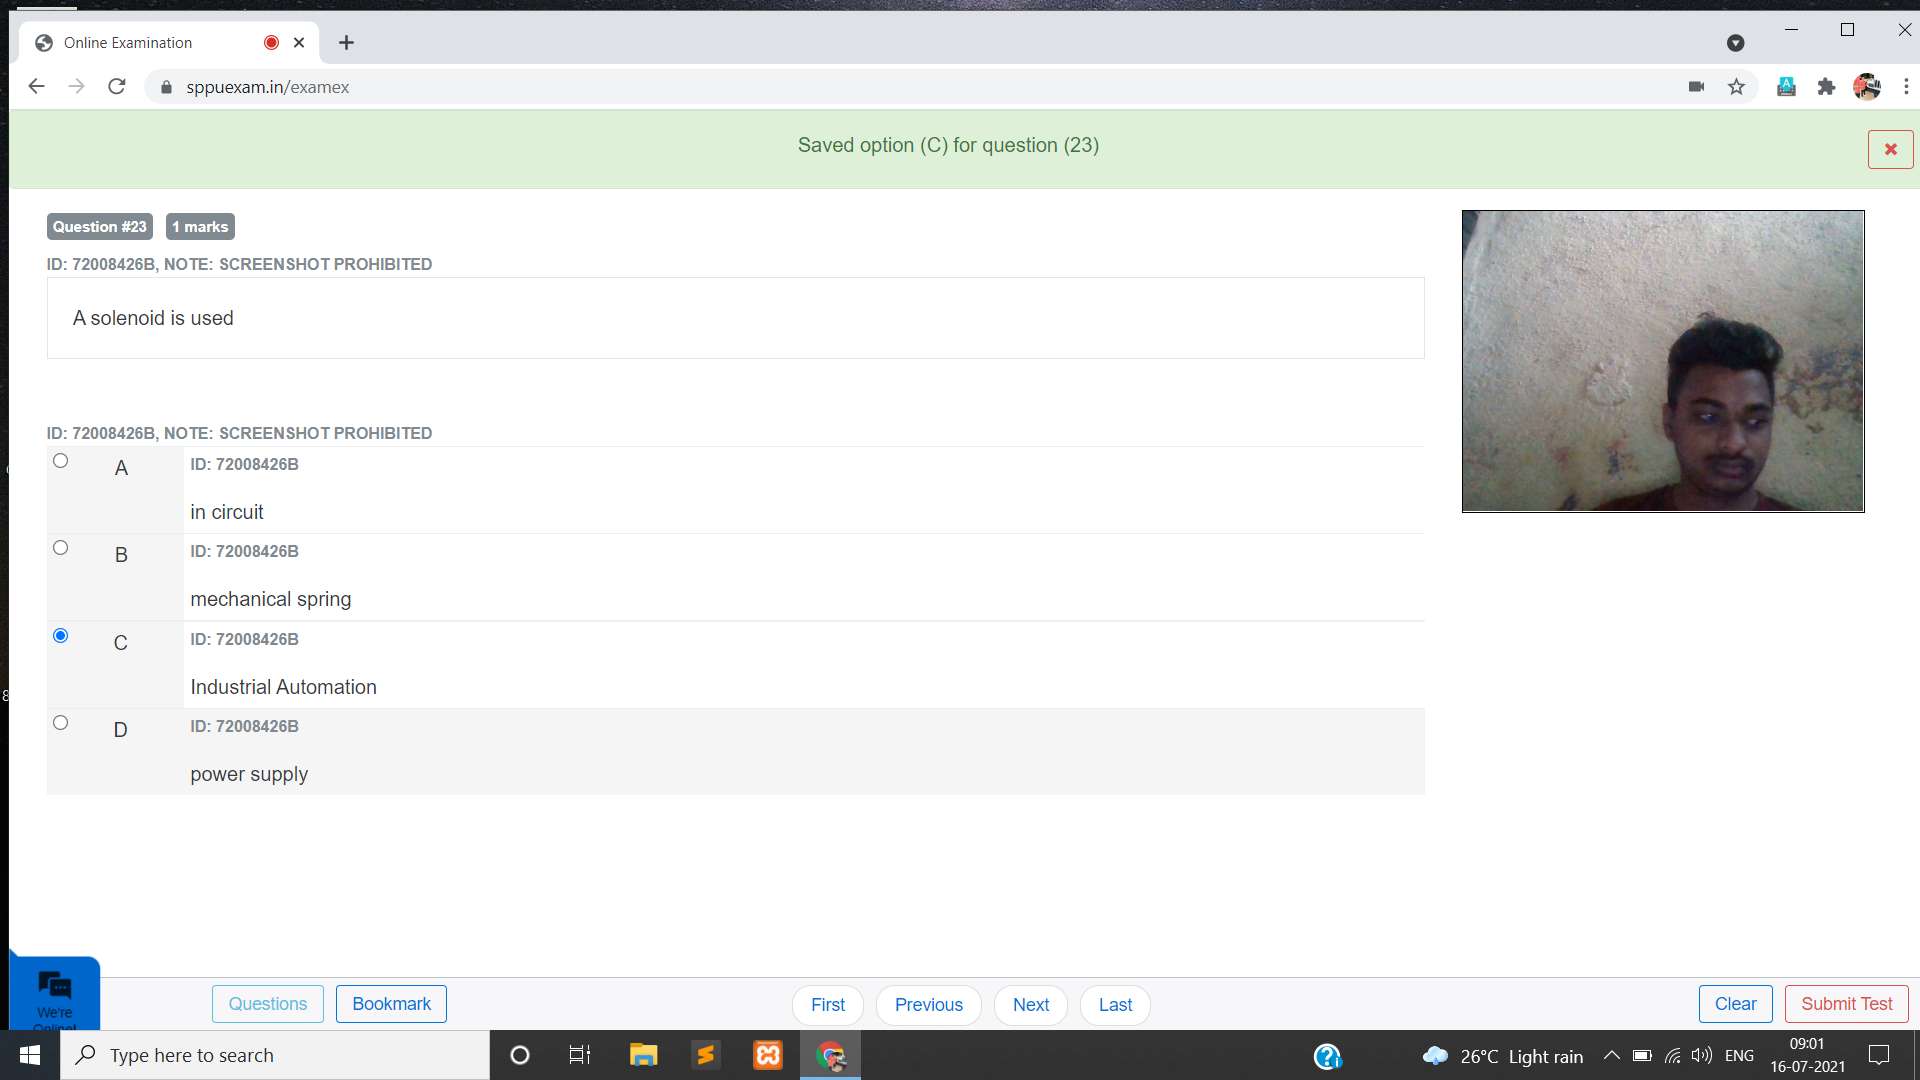 Online Examination
sppuexam.in/examex
Saved option (C) for question (23)
Question #23 1 marks
ID: 72008426B, NOTE: SCREENSHOT PROHIBITED
A solenoid is used
ID: 72008426B, NOTE: SCREENSHOT PROHIBITED
A ID: 72008426B
in circuit
B ID: 72008426B
mechanical spring
C ID: 72008426B
Industrial Automation
D ID: 72008426B
power supply
We're
Online!
Questions Bookmark First Previous Next Last Clear Submit Test
Type here to search 26°C Light rain ENG 09:01
16-07-2021